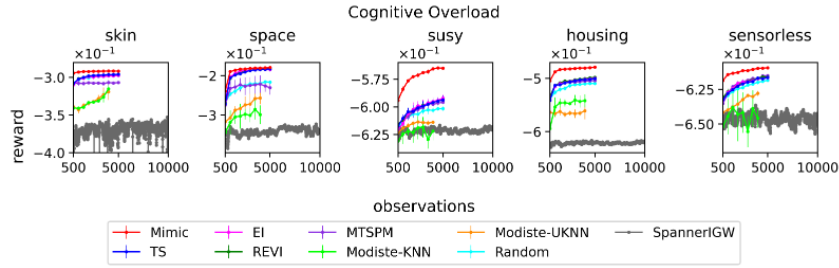 Cognitive Overload
skin space susy housing sensorless
×10⁻¹ ×10⁻¹ ×10⁻¹ ×10⁻¹ ×10⁻¹
reward
−3.0
−3.5
−4.0
−2
−3
−5.75
−6.00
−6.25
−5
−6
−6.25
−6.50
500 5000 10000 500 5000 10000 500 5000 10000 500 5000 10000 500 5000 10000
observations
Mimic EI MTSPM Modiste-UKNN SpannerIGW
TS REVI Modiste-KNN Random